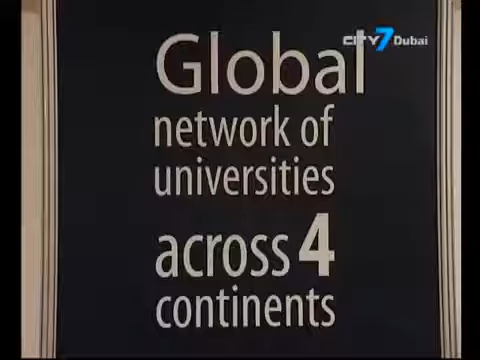 CITY7 Dubai
Global
network of
universities
across 4
continents